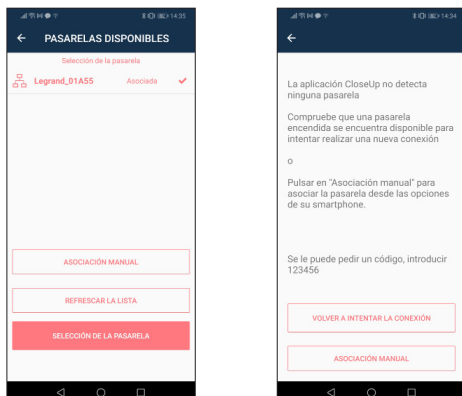 14:35
PASARELAS DISPONIBLES
Selección de la pasarela
Legrand_01A55 Asociada
ASOCIACIÓN MANUAL
REFRESCAR LA LISTA
SELECCIÓN DE LA PASARELA
14:34
La aplicación CloseUp no detecta
ninguna pasarela
Compruebe que una pasarela
encendida se encuentra disponible para
intentar realizar una nueva conexión
o
Pulsar en "Asociación manual" para
asociar la pasarela desde las opciones
de su smartphone.
Se le puede pedir un código, introducir
123456
VOLVER A INTENTAR LA CONEXIÓN
ASOCIACIÓN MANUAL